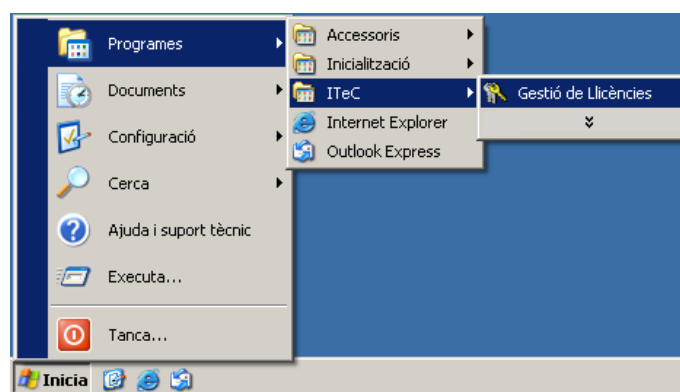 Programes
Documents
Configuració
Cerca
Ajuda i suport tècnic
Executa...
Tanca...
Accessoris
Inicialització
ITeC
Internet Explorer
Outlook Express
Gestió de Llicències
Inicia